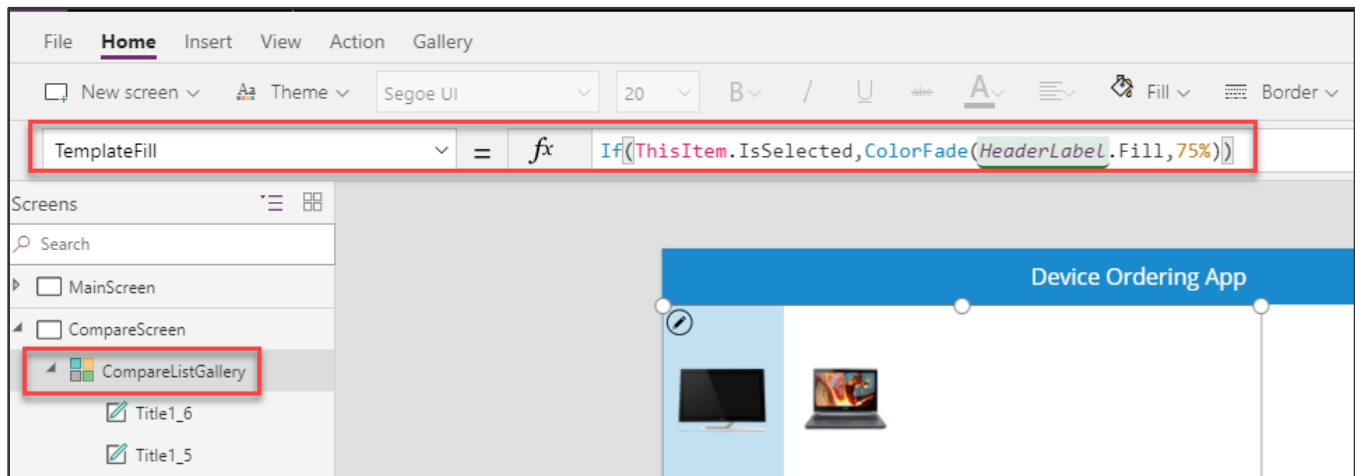 File Home Insert View Action Gallery
New screen Aa Theme Segoe UI 20 B / U abc A Fill Border
TemplateFill = fx If(ThisItem.IsSelected,ColorFade(HeaderLabel.Fill,75%))
Screens
Search
MainScreen
Device Ordering App
CompareScreen
CompareListGallery
Title1_6
Title1_5